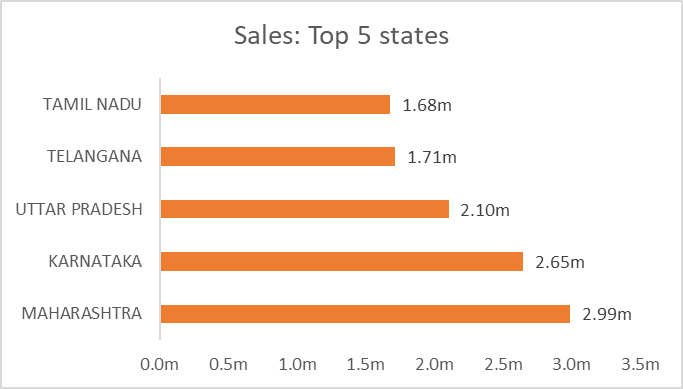 Sales: Top 5 states
TAMIL NADU 1.68m
TELANGANA 1.71m
UTTAR PRADESH 2.10m
KARNATAKA 2.65m
MAHARASHTRA 2.99m
0.0m 0.5m 1.0m 1.5m 2.0m 2.5m 3.0m 3.5m